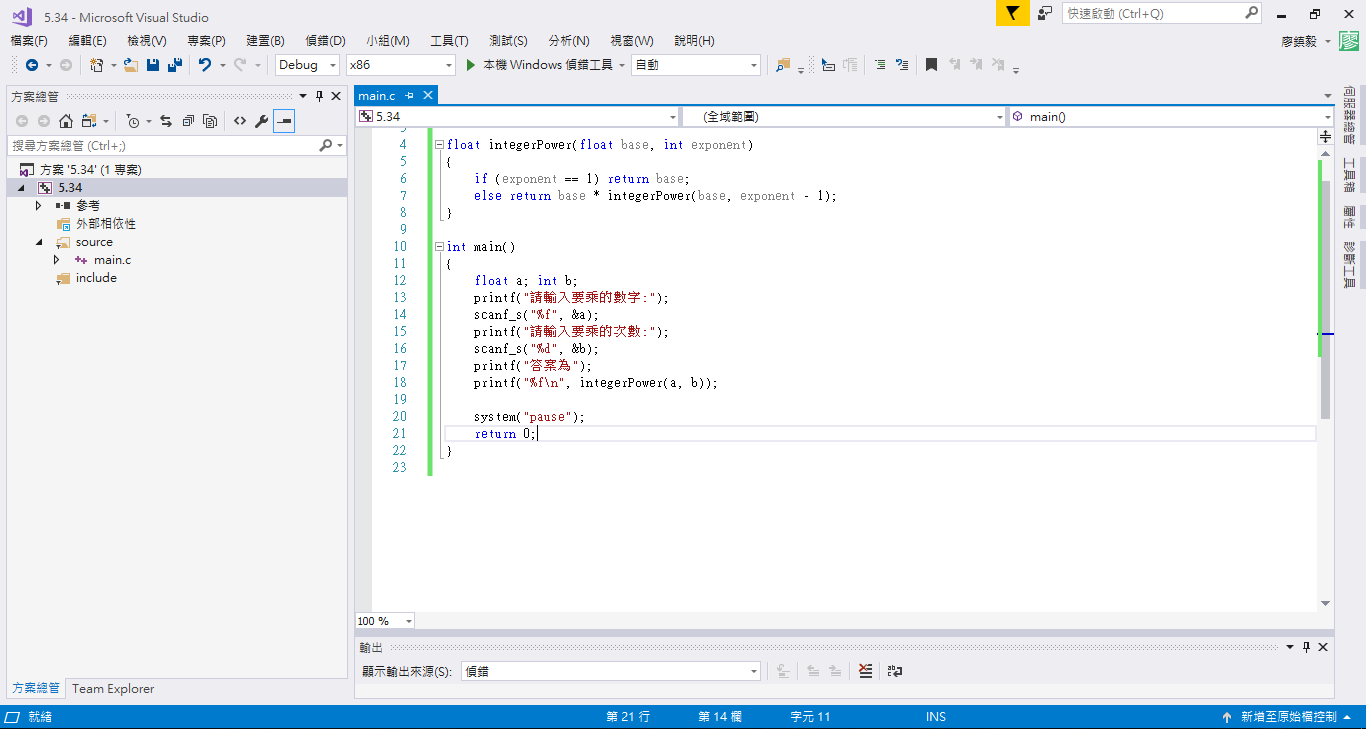 5.34 - Microsoft Visual Studio
快速啟動 (Ctrl+Q)
檔案(F) 編輯(E) 檢視(V) 專案(P) 建置(B) 偵錯(D) 小組(M) 工具(T) 測試(S) 分析(N) 視窗(W) 說明(H)
廖鎮毅 廖
Debug x86 本機 Windows 偵錯工具 自動
方案總管
搜尋方案總管 (Ctrl+;)
方案 '5.34' (1 專案)
5.34
參考
外部相依性
source
main.c
include
方案總管 Team Explorer
main.c
5.34 (全域範圍) main()
4 float integerPower(float base, int exponent)
5 {
6 if (exponent == 1) return base;
7 else return base * integerPower(base, exponent - 1);
8 }
9
10 int main()
11 {
12 float a; int b;
13 printf("請輸入要乘的數字:");
14 scanf_s("%f", &a);
15 printf("請輸入要乘的次數:");
16 scanf_s("%d", &b);
17 printf("答案為");
18 printf("%f\n", integerPower(a, b));
19
20 system("pause");
21 return 0;
22 }
23
100 %
輸出
顯示輸出來源(S): 偵錯
伺服器總管
工具箱
屬性
診斷工具
就緒 第 21 行 第 14 欄 字元 11 INS 新增至原始檔控制